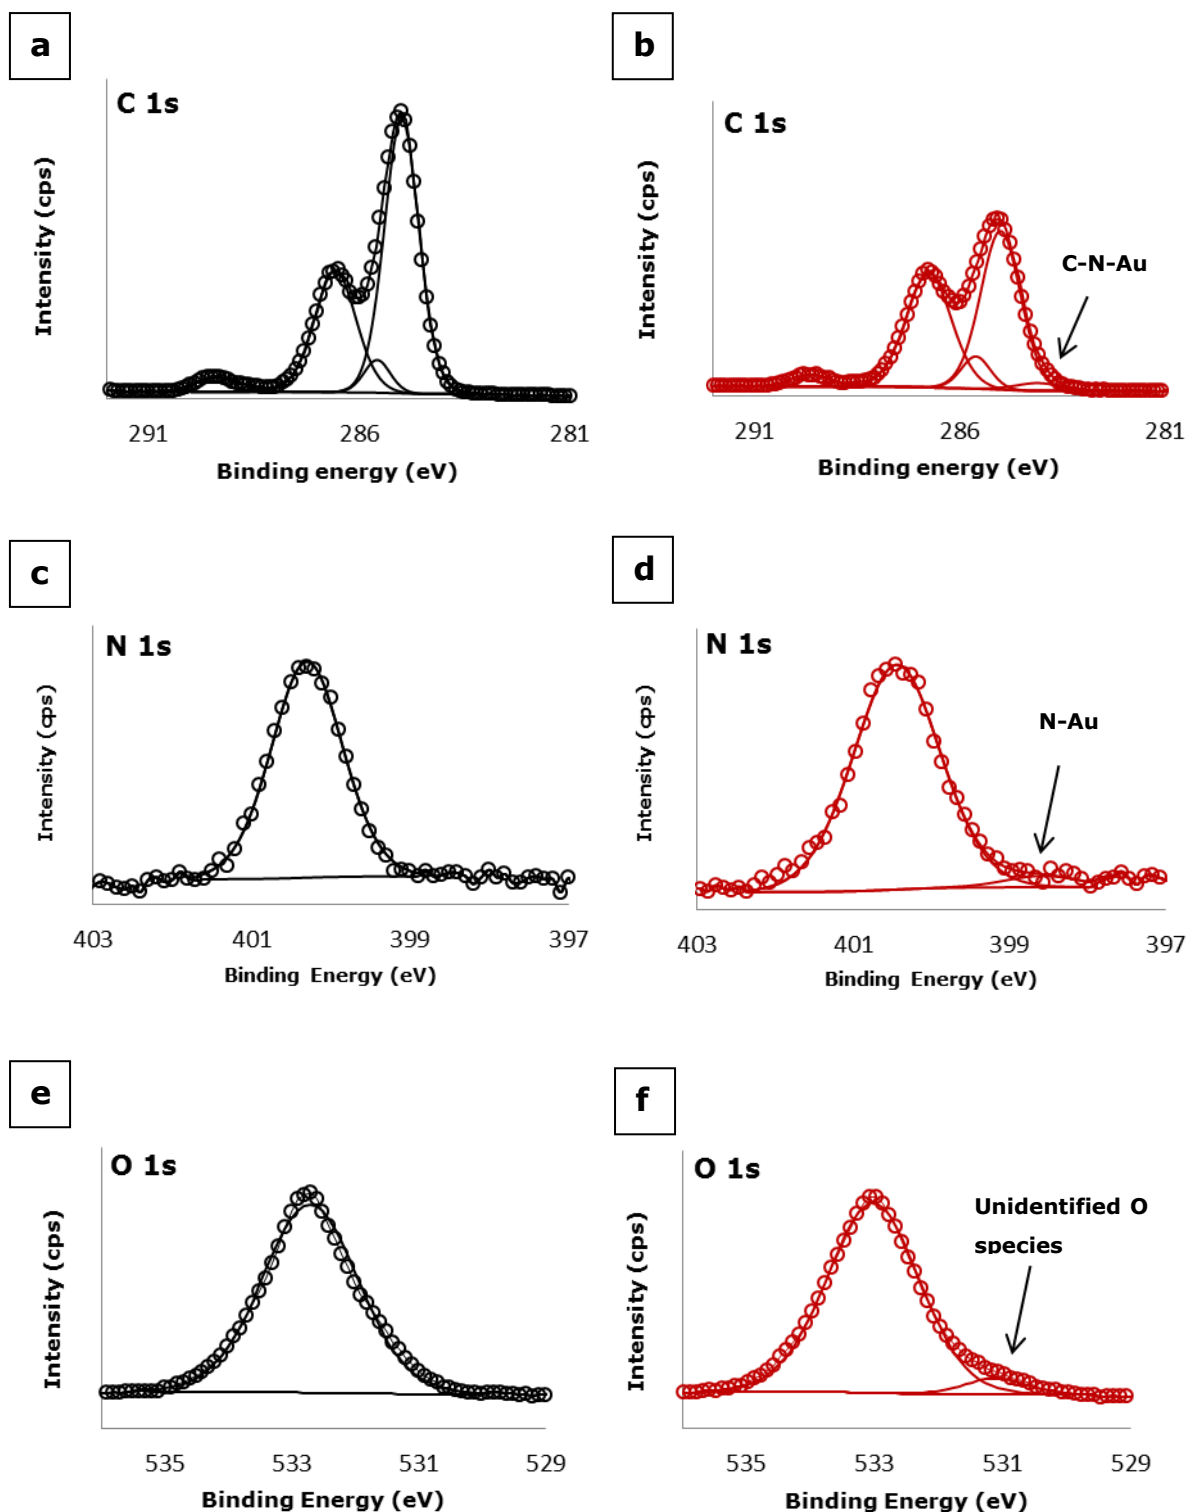 a
C 1s
Intensity (cps)
291 286 281
Binding energy (eV)
b
C 1s
Intensity (cps)
C-N-Au
291 286 281
Binding energy (eV)
c
N 1s
Intensity (cps)
403 401 399 397
Binding Energy (eV)
d
N 1s
Intensity (cps)
N-Au
403 401 399 397
Binding Energy (eV)
e
O 1s
Intensity (cps)
535 533 531 529
Binding Energy (eV)
f
O 1s
Intensity (cps)
Unidentified O
species
535 533 531 529
Binding Energy (eV)